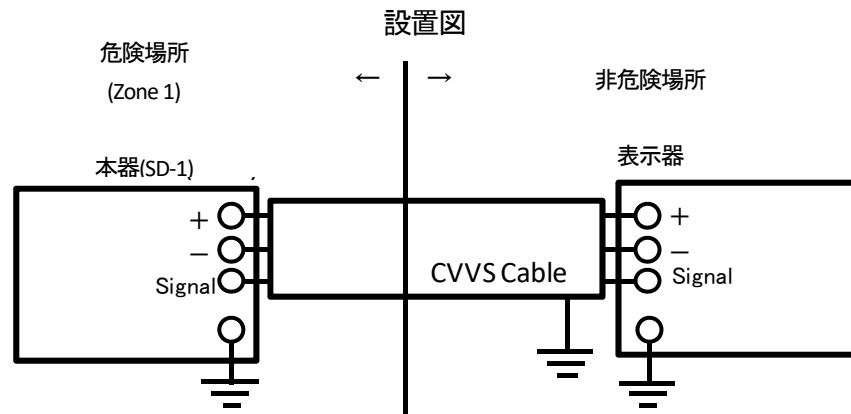 設置図
危険場所
(Zone 1)
← →
非危険場所
本器(SD-1)
表示器
+
−
Signal
CVVS Cable
+
−
Signal